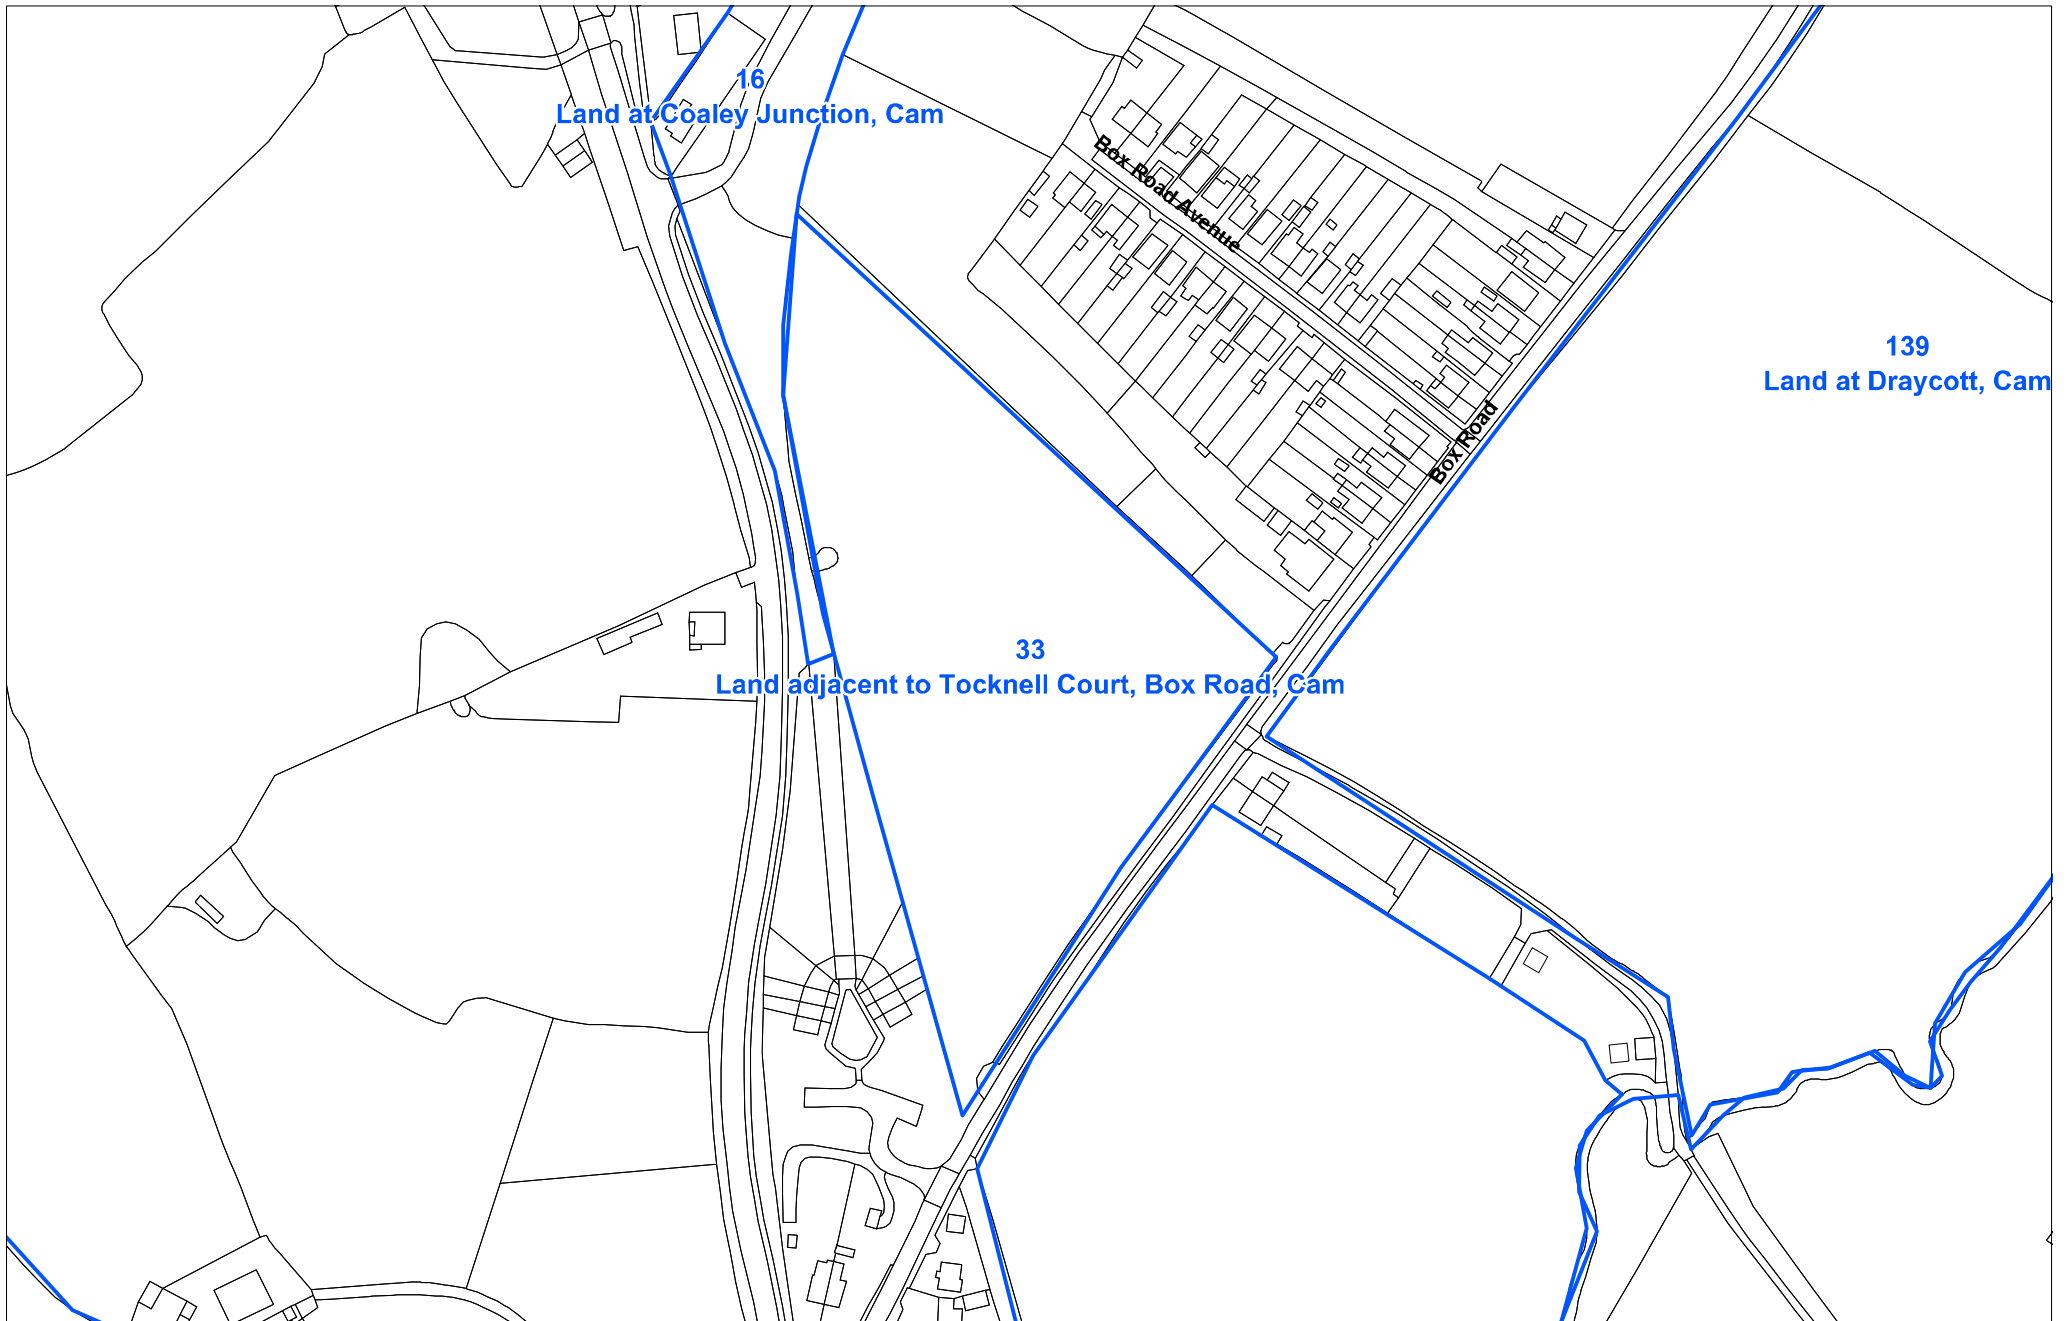 16
Land at Coaley Junction, Cam
Box Road Avenue
139
Land at Draycott, Cam
Box Road
33
Land adjacent to Tocknell Court, Box Road, Cam